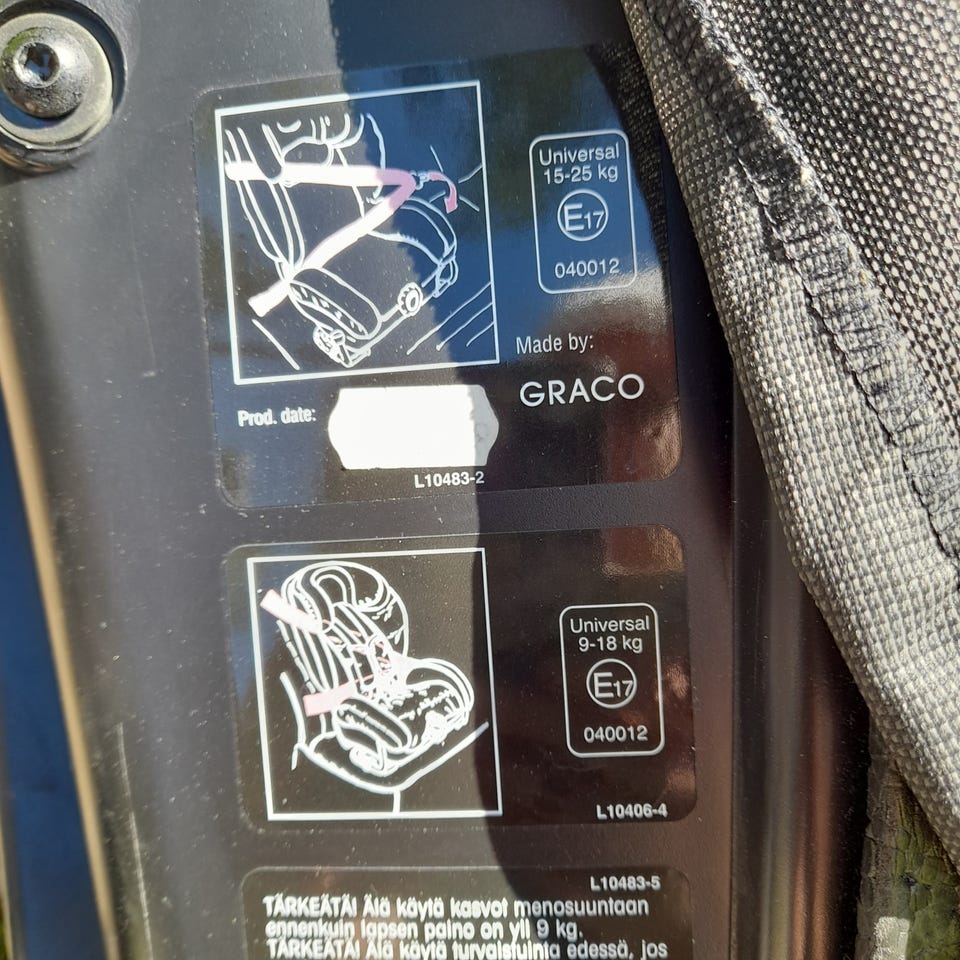 Universal
15-25 kg
E17
040012
Made by:
GRACO
Prod. date:
L10483-2
Universal
9-18 kg
E17
040012
L10406-4
L10483-5
TÄRKEÄTÄ! Älä käytä kasvot menosuuntaan
ennenkuin lapsen paino on yli 9 kg.
TÄRKEÄTÄ! Älä käytä turvaistuinta edessä, jos